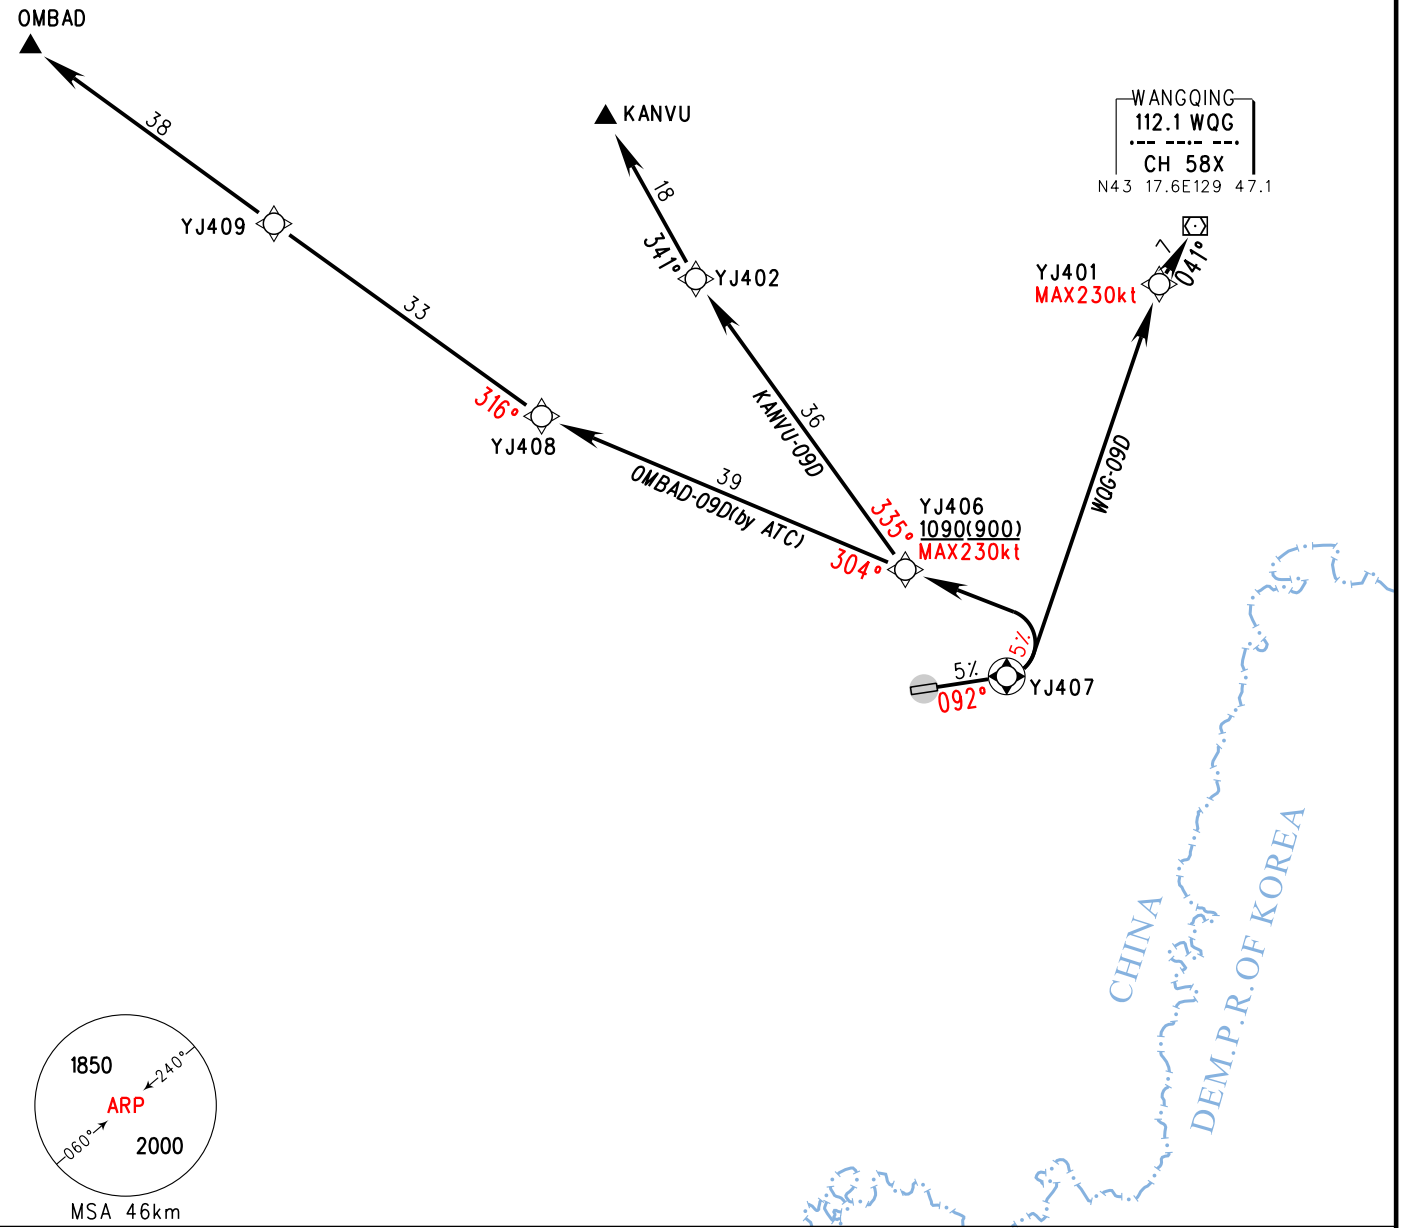 OMBAD
38
YJ409
33
316°
YJ408
39
OMBAD-09D(by ATC)
304°
KANVU
18
341°
YJ402
36
KANVU-09D
335°
YJ406
1090(900)
MAX230kt
WANGQING
112.1 WQG
CH 58X
N43 17.6E129 47.1
7
041°
YJ401
MAX230kt
WQG-09D
5%
5%
092°
YJ407
CHINA
DEM.P.R.OF KOREA
1850
240°
ARP
060°
2000
MSA 46km